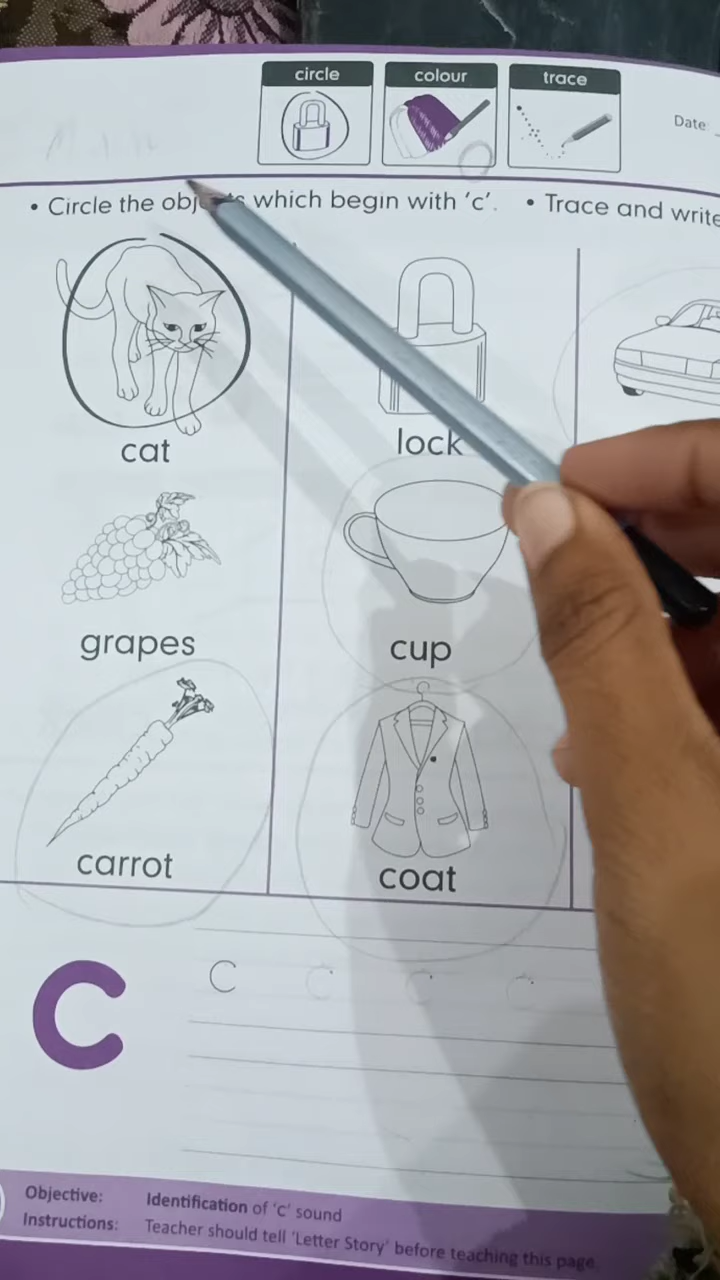 circle colour trace
Date:
• Circle the objects which begin with ‘c’. • Trace and write
cat lock
grapes cup
carrot coat
c c c c c
Objective: Identification of ‘c’ sound
Instructions: Teacher should tell ‘Letter Story’ before teaching this page.